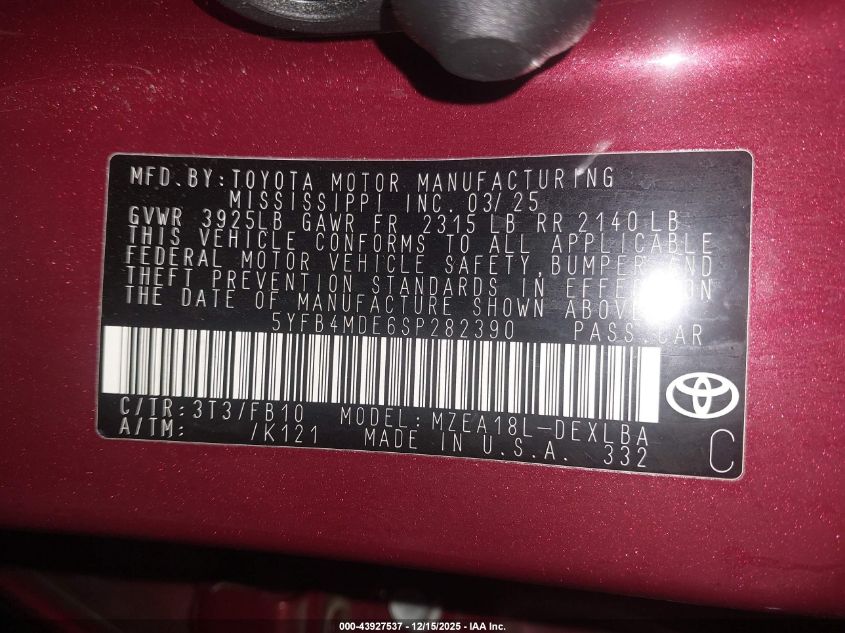 MFD.BY:TOYOTA MOTOR MANUFACTURING
MISSISSIPPI INC. 03/25
GVWR 3925LB GAWR FR 2315 LB RR 2140 LB
THIS VEHICLE CONFORMS TO ALL APPLICABLE
FEDERAL MOTOR VEHICLE SAFETY, BUMPER, AND
THEFT PREVENTION STANDARDS IN EFFECT ON
THE DATE OF MANUFACTURE SHOWN ABOVE.
5YFB4MDE6SP282390 PASS.CAR
C/TR: 3T3/FB10 MODEL: MZEA18L-DEXLBA
A/TM: /K121 MADE IN U.S.A. 332 C
000-43927537 - 12/15/2025 - IAA Inc.